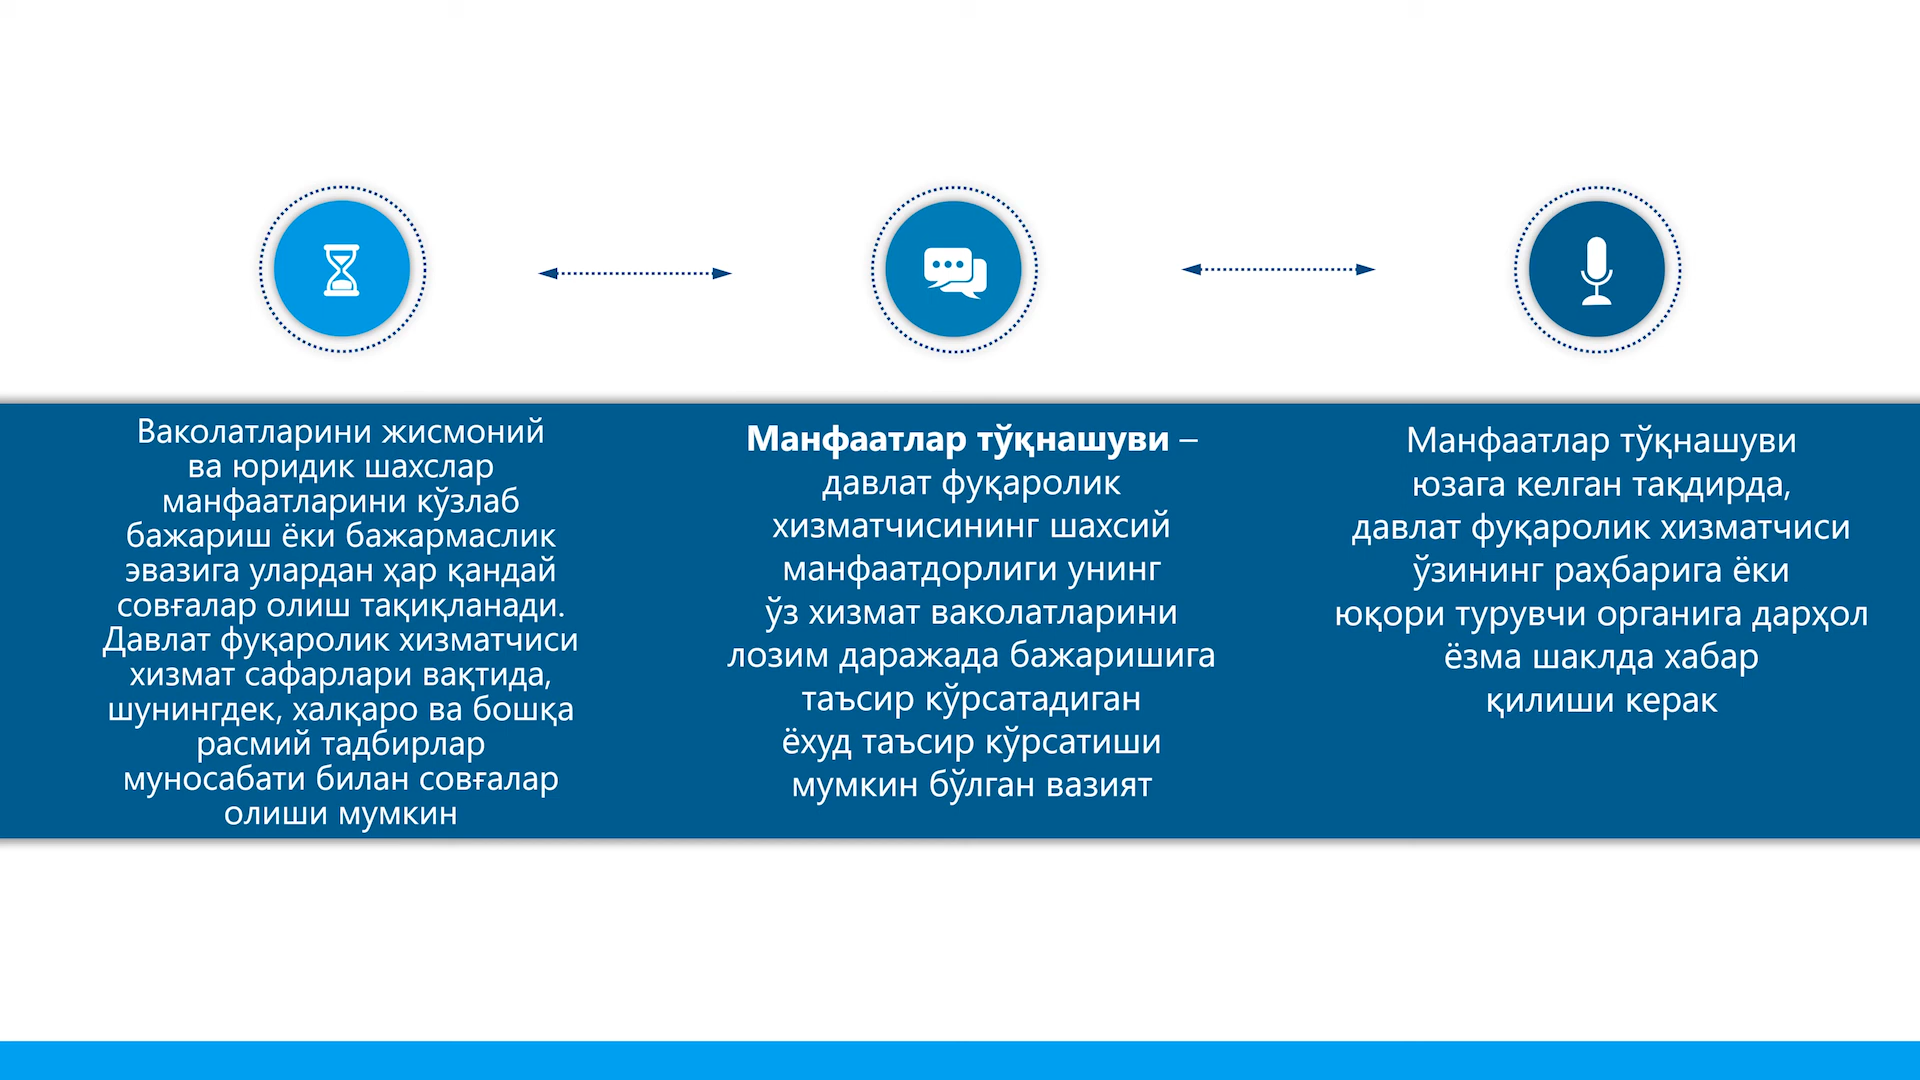 Ваколатларини жисмоний
ва юридик шахслар
манфаатларини кўзлаб
бажариш ёки бажармаслик
эвазига улардан ҳар қандай
совғалар олиш тақиқланади.
Давлат фуқаролик хизматчиси
хизмат сафарлари вақтида,
шунингдек, халқаро ва бошқа
расмий тадбирлар
муносабати билан совғалар
олиши мумкин
Манфаатлар тўқнашуви –
давлат фуқаролик
хизматчисининг шахсий
манфаатдорлиги унинг
ўз хизмат ваколатларини
лозим даражада бажаришига
таъсир кўрсатадиган
ёхуд таъсир кўрсатиши
мумкин бўлган вазият
Манфаатлар тўқнашуви
юзага келган тақдирда,
давлат фуқаролик хизматчиси
ўзининг раҳбарига ёки
юқори турувчи органига дарҳол
ёзма шаклда хабар
қилиши керак